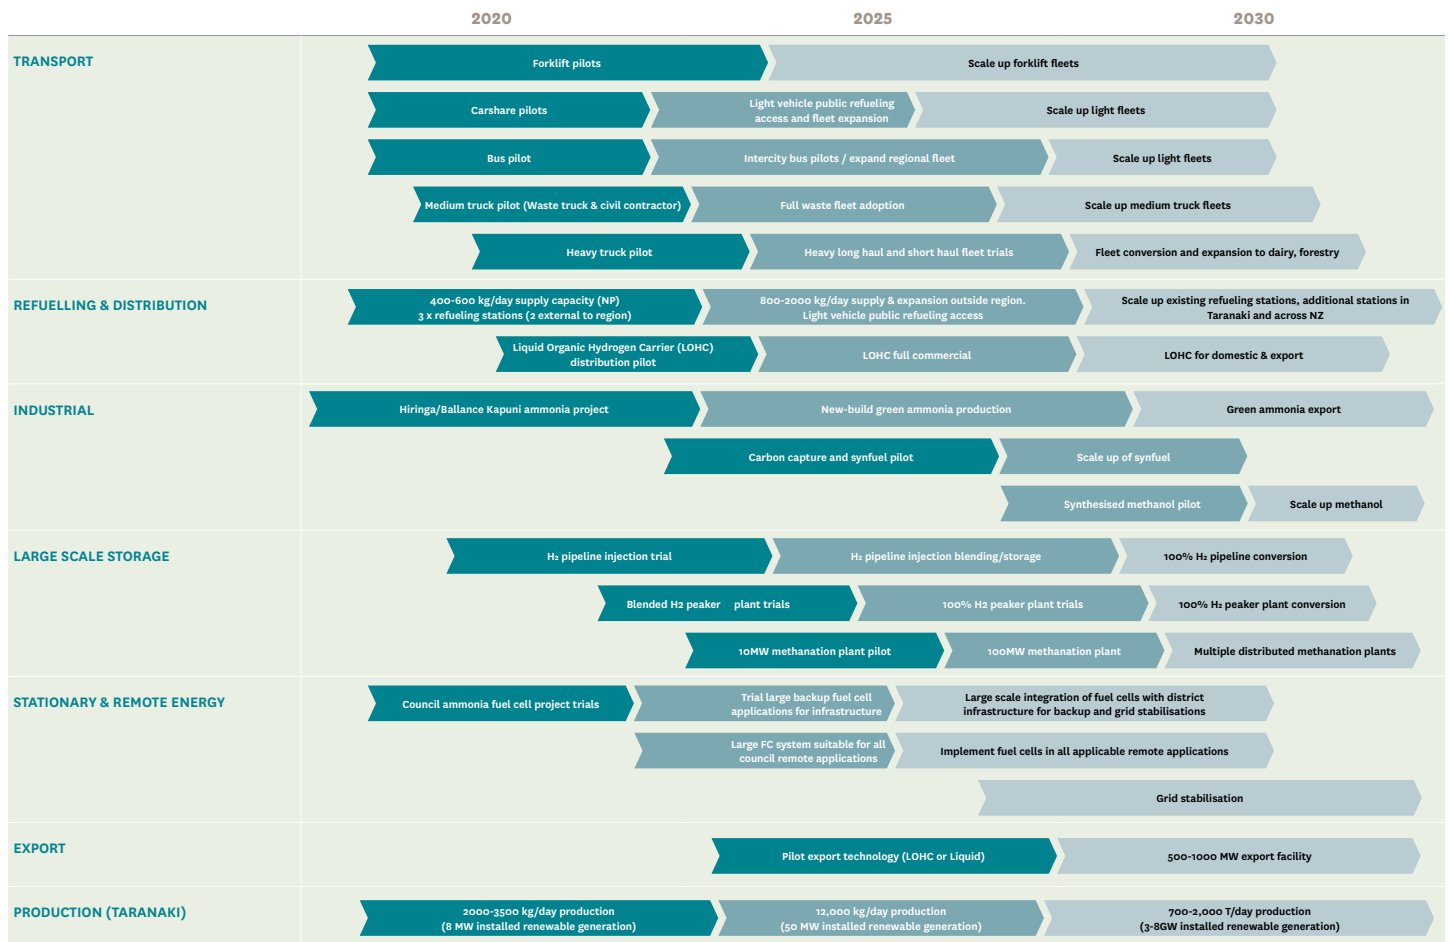 2020 2025 2030
TRANSPORT
Forklift pilots
Scale up forklift fleets
Carshare pilots
Light vehicle public refueling
access and fleet expansion
Scale up light fleets
Bus pilot
Intercity bus pilots / expand regional fleet
Scale up light fleets
Medium truck pilot (Waste truck & civil contractor)
Full waste fleet adoption
Scale up medium truck fleets
Heavy truck pilot
Heavy long haul and short haul fleet trials
Fleet conversion and expansion to dairy, forestry
REFUELLING & DISTRIBUTION
400-600 kg/day supply capacity (NP)
3 x refueling stations (2 external to region)
800-2000 kg/day supply & expansion outside region.
Light vehicle public refueling access
Scale up existing refueling stations, additional stations in
Taranaki and across NZ
Liquid Organic Hydrogen Carrier (LOHC)
distribution pilot
LOHC full commercial
LOHC for domestic & export
INDUSTRIAL
Hiringa/Ballance Kapuni ammonia project
New-build green ammonia production
Green ammonia export
Carbon capture and synfuel pilot
Scale up of synfuel
Synthesised methanol pilot
Scale up methanol
LARGE SCALE STORAGE
H₂ pipeline injection trial
H₂ pipeline injection blending/storage
100% H₂ pipeline conversion
Blended H2 peaker plant trials
100% H2 peaker plant trials
100% H₂ peaker plant conversion
10MW methanation plant pilot
100MW methanation plant
Multiple distributed methanation plants
STATIONARY & REMOTE ENERGY
Council ammonia fuel cell project trials
Trial large backup fuel cell
applications for infrastructure
Large scale integration of fuel cells with district
infrastructure for backup and grid stabilisations
Large FC system suitable for all
council remote applications
Implement fuel cells in all applicable remote applications
Grid stabilisation
EXPORT
Pilot export technology (LOHC or Liquid)
500-1000 MW export facility
PRODUCTION (TARANAKI)
2000-3500 kg/day production
(8 MW installed renewable generation)
12,000 kg/day production
(50 MW installed renewable generation)
700-2,000 T/day production
(3-8GW installed renewable generation)